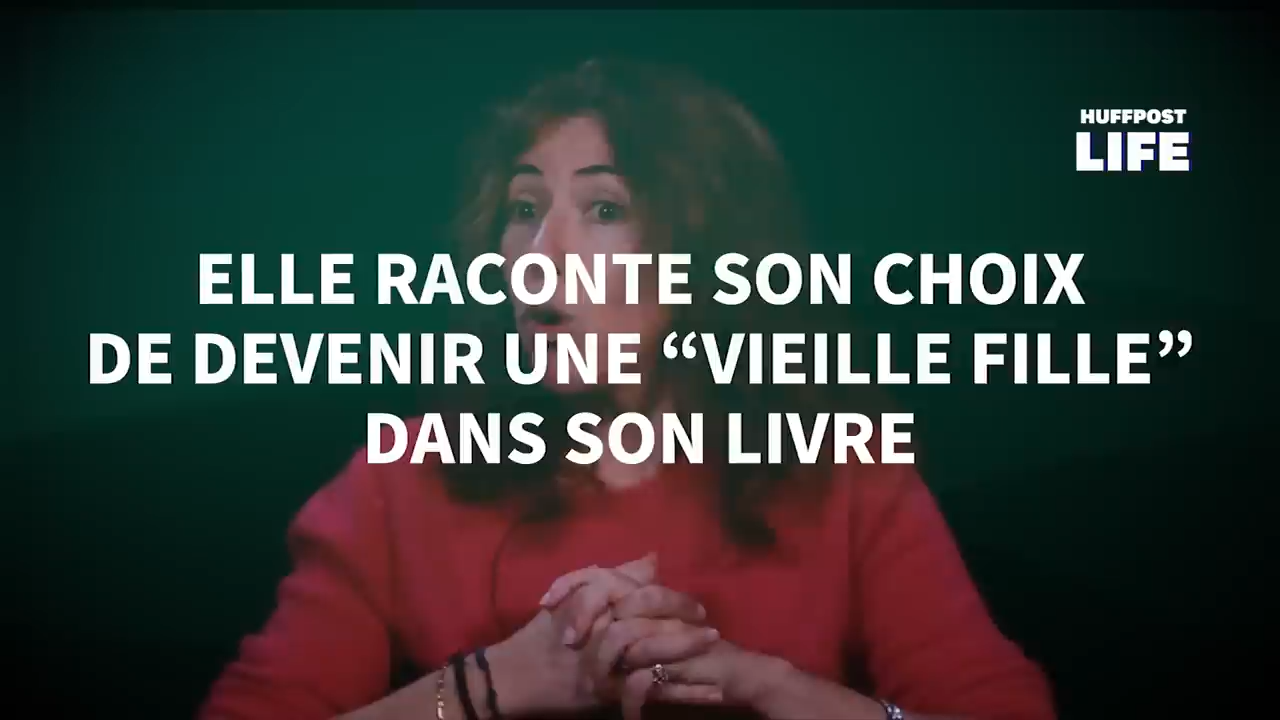 HUFFPOST
LIFE
ELLE RACONTE SON CHOIX
DE DEVENIR UNE “VIEILLE FILLE”
DANS SON LIVRE